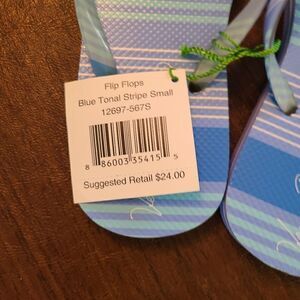 Flip Flops
Blue Tonal Stripe Small
12697-567S
8 86003 35415 5
Suggested Retail $24.00